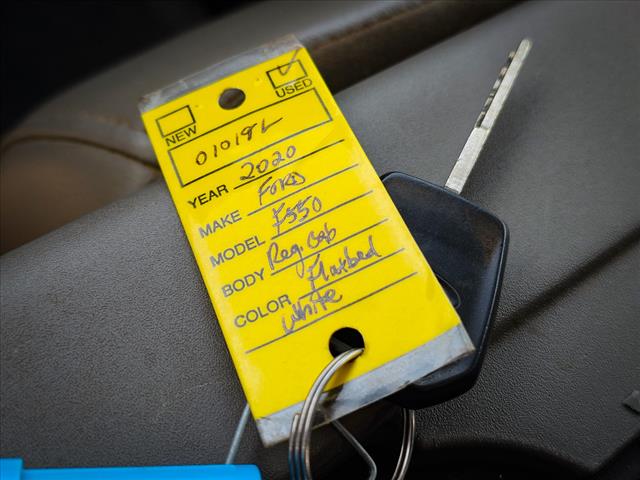 NEW USED
01019L
YEAR 2020
MAKE Ford
MODEL F550
BODY Reg. Cab
COLOR Flatbed
White